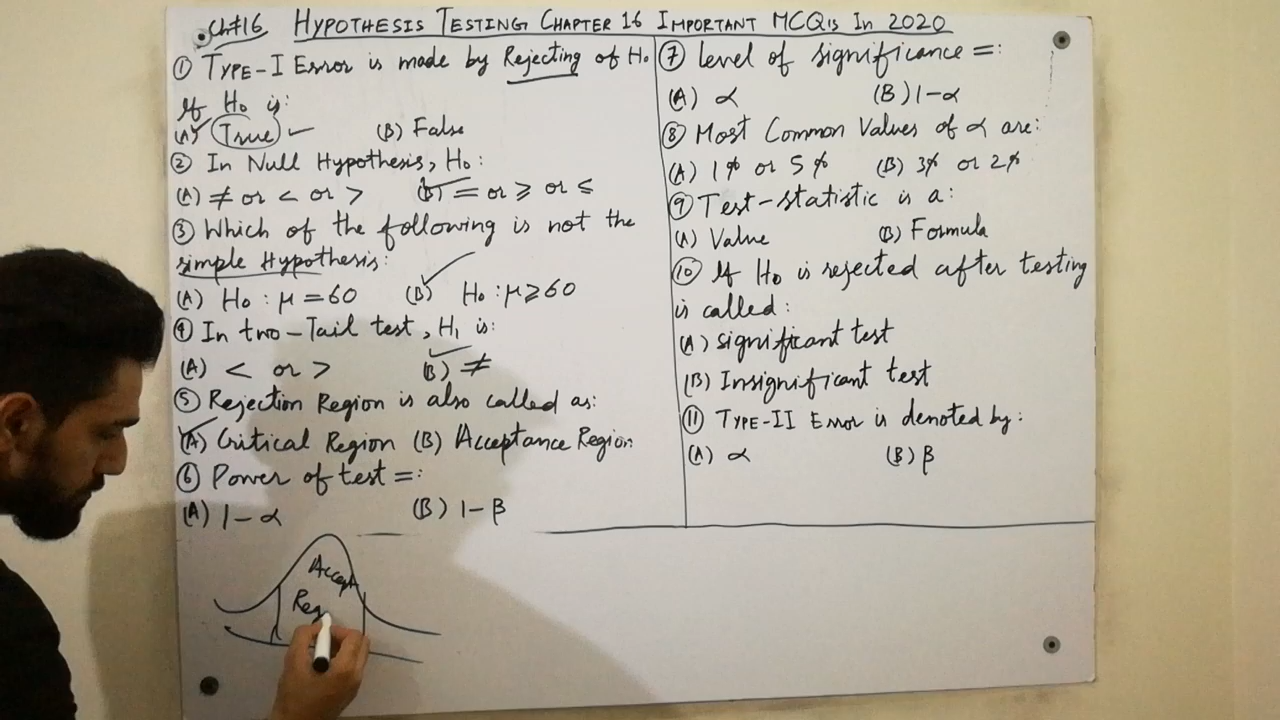 Ch#16 HYPOTHESIS TESTING, CHAPTER 16 IMPORTANT MCQ's In 2020
① TYPE-I Error is made by Rejecting of H₀
If H₀ is:
(A) True (B) False
② In Null Hypothesis, H₀:
(A) ≠ or < or > (B) = or ≥ or ≤
③ Which of the following is not the
simple Hypothesis:
(A) H₀ : μ = 60 (B) H₀ : μ ≥ 60
④ In two-Tail test, H₁ is:
(A) < or > (B) ≠
⑤ Rejection Region is also called as:
(A) Critical Region (B) Acceptance Region
⑥ Power of test =:
(A) 1-α (B) 1-β
Accept
Reg
⑦ Level of significance =:
(A) α (B) 1-α
⑧ Most Common Values of α are:
(A) 1% or 5% (B) 3% or 2%
⑨ Test-statistic is a:
(A) Value (B) Formula
⑩ If H₀ is rejected after testing
is called:
(A) significant test
(B) Insignificant test
⑪ TYPE-II Error is denoted by:
(A) α (B) β